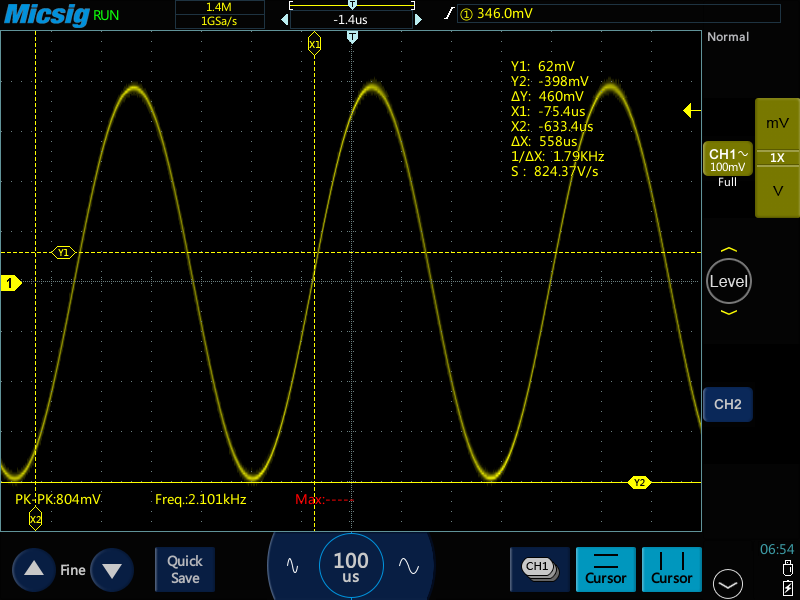 Micsig RUN
1.4M
1GSa/s
T
-1.4us
① 346.0mV
X1
T
Normal
Y1: 62mV
Y2: -398mV
ΔY: 460mV
X1: -75.4us
X2: -633.4us
ΔX: 558us
1/ΔX: 1.79KHz
S : 824.37V/s
mV
CH1~
100mV
1X
Full
V
Y1
1
Level
CH2
Y2
PK-PK:804mV
Freq.:2.101kHz
Max:-----
X2
Fine
Quick
Save
100
us
CH1
Cursor
Cursor
06:54